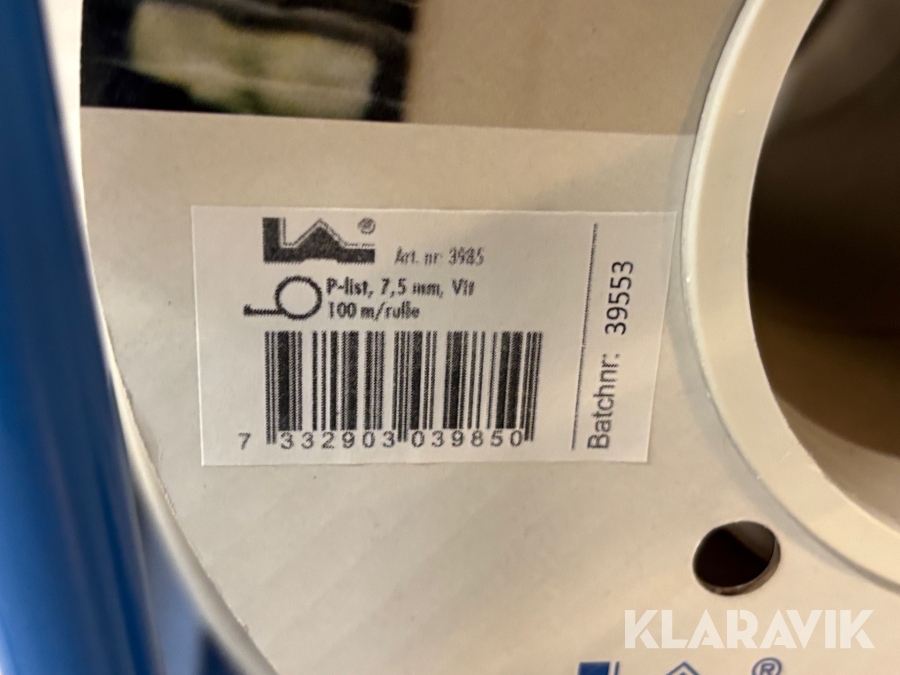 ®
Art. nr: 3985
P-list, 7,5 mm, Vit
100 m/rulle
7 332903 039850
Batchnr: 39553
KLARAVIK
®